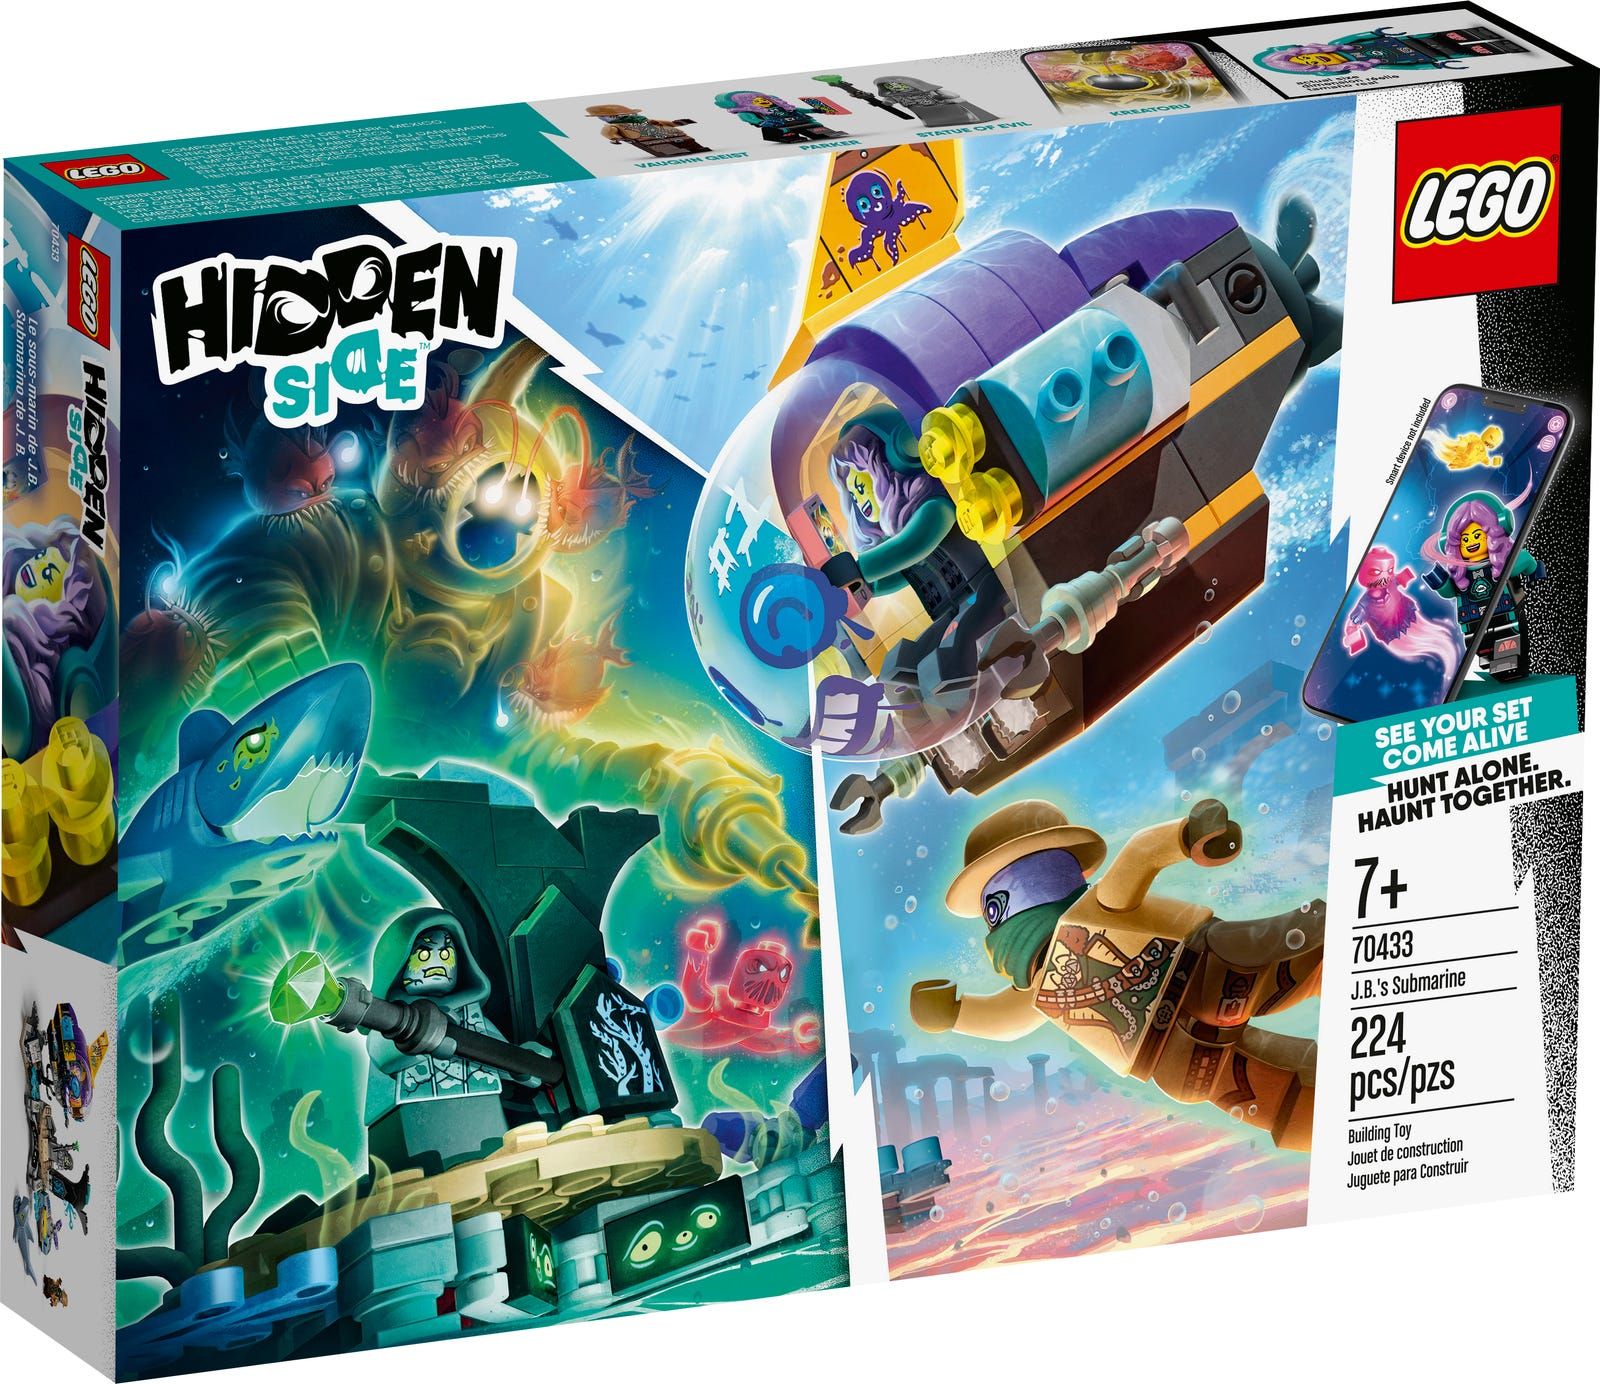 LEGO
VAUGHN GEIST
PARKER
STATUE OF EVIL
KREATORU
LEGO
HIDDEN
SIDE™
LEGO®
70433
LEGO
HIDDEN
SIDE
Le sous-marin de J.B.
Submarino de J.B.
Smart device not included
SEE YOUR SET
COME ALIVE
HUNT ALONE.
HAUNT TOGETHER.
7+
70433
J.B.'s Submarine
224
pcs/pzs
Building Toy
Jouet de construction
Juguete para Construir